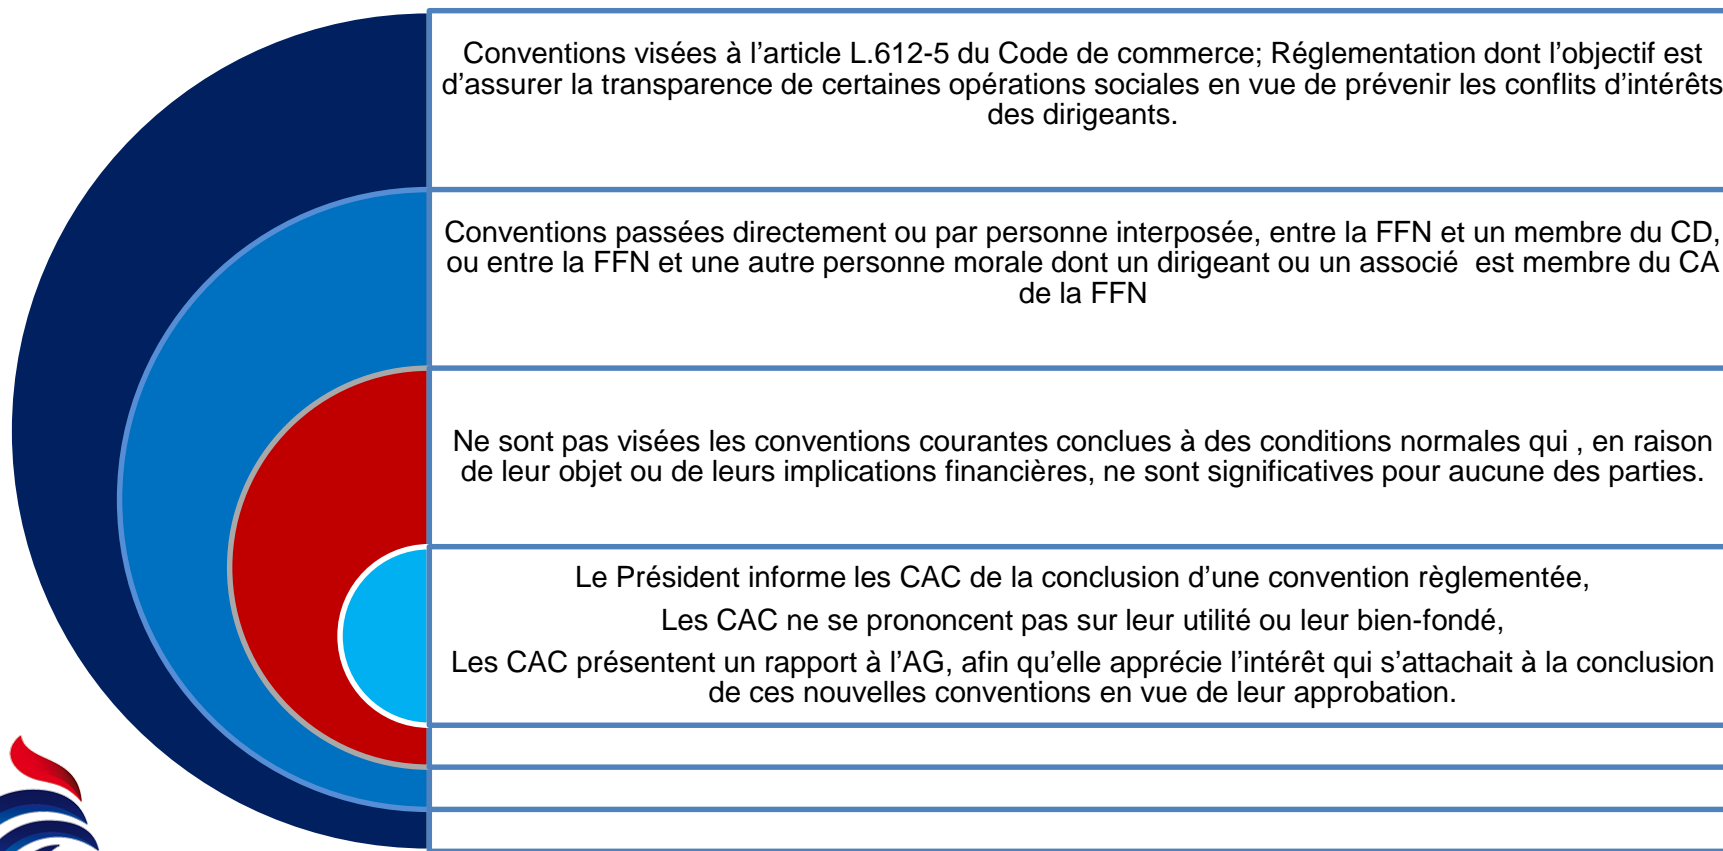 Conventions visées à l’article L.612-5 du Code de commerce; Réglementation dont l’objectif est
d’assurer la transparence de certaines opérations sociales en vue de prévenir les conflits d’intérêts
des dirigeants.
Conventions passées directement ou par personne interposée, entre la FFN et un membre du CD,
ou entre la FFN et une autre personne morale dont un dirigeant ou un associé  est membre du CA
de la FFN
Ne sont pas visées les conventions courantes conclues à des conditions normales qui , en raison
de leur objet ou de leurs implications financières, ne sont significatives pour aucune des parties.
Le Président informe les CAC de la conclusion d’une convention règlementée,
Les CAC ne se prononcent pas sur leur utilité ou leur bien-fondé,
Les CAC présentent un rapport à l’AG, afin qu’elle apprécie l’intérêt qui s’attachait à la conclusion
de ces nouvelles conventions en vue de leur approbation.